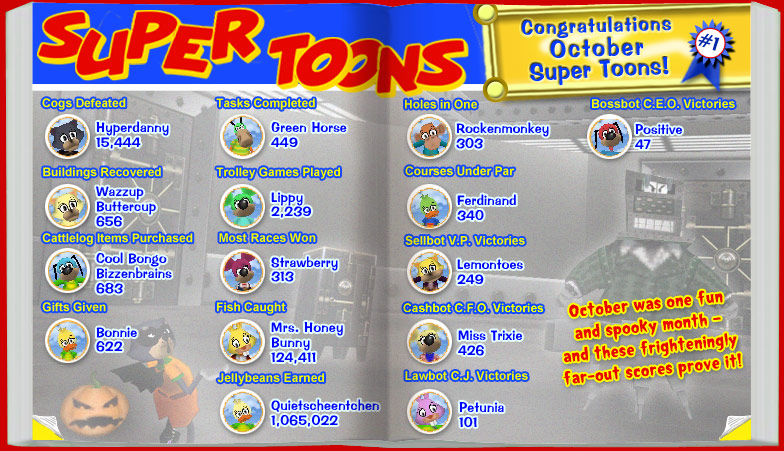 SUPER TOONS
Congratulations
October
Super Toons!
#1
Cogs Defeated
Hyperdanny
15,444
Buildings Recovered
Wazzup
Buttercup
656
Cattlelog Items Purchased
Cool Bongo
Bizzenbrains
683
Gifts Given
Bonnie
622
Tasks Completed
Green Horse
449
Trolley Games Played
Lippy
2,239
Most Races Won
Strawberry
313
Fish Caught
Mrs. Honey
Bunny
124,411
Jellybeans Earned
Quietscheentchen
1,065,022
Holes in One
Rockenmonkey
303
Courses Under Par
Ferdinand
340
Sellbot V.P. Victories
Lemontoes
249
Cashbot C.F.O. Victories
Miss Trixie
426
Lawbot C.J. Victories
Petunia
101
Bossbot C.E.O. Victories
Positive
47
October was one fun
and spooky month –
and these frighteningly
far-out scores prove it!